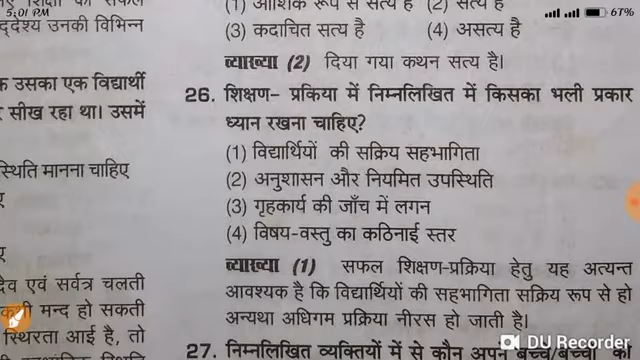 5:01 PM
67%
उद्देश्य उनकी विभिन्न
(1) आंशिक रूप से सत्य है (2) सत्य है
(3) कदाचित सत्य है (4) असत्य है
व्याख्या (2) दिया गया कथन सत्य है।
उसका एक विद्यार्थी
सीख रहा था। उसमें
स्थिति मानना चाहिए
देव एवं सर्वत्र चलती
कभी मन्द हो सकती
स्थिरता आई है, तो
26. शिक्षण- प्रकिया में निम्नलिखित में किसका भली प्रकार
ध्यान रखना चाहिए?
(1) विद्यार्थियों की सक्रिय सहभागिता
(2) अनुशासन और नियमित उपस्थिति
(3) गृहकार्य की जाँच में लगन
(4) विषय-वस्तु का कठिनाई स्तर
व्याख्या (1) सफल शिक्षण-प्रक्रिया हेतु यह अत्यन्त
आवश्यक है कि विद्यार्थियों की सहभागिता सक्रिय रूप से हो
अन्यथा अधिगम प्रक्रिया नीरस हो जाती है।
27. निम्नलिखित व्यक्तियों में से कौन अपने
DU Recorder